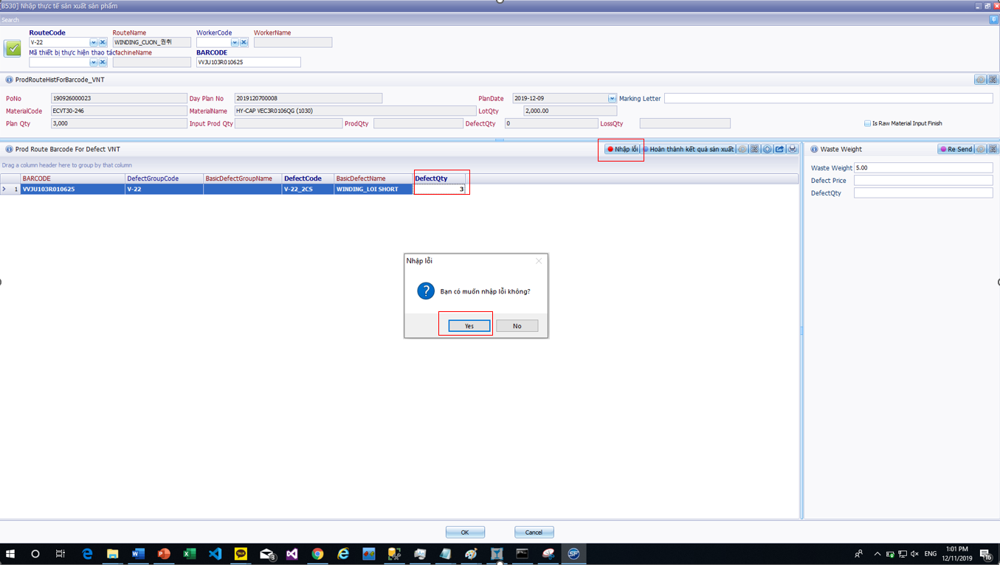 [B530] Nhập thực tế sản xuất sản phẩm
Search
RouteCode RouteName WorkerCode WorkerName
V-22 WINDING_CUON_권취
Mã thiết bị thực hiện thao tác achineName BARCODE
VVJU103R010625
ProdRouteHistForBarcode_VNT
PoNo 190926000023 Day Plan No 2019120700008 PlanDate 2019-12-09 Marking Letter
MaterialCode ECVT30-246 MaterialName HY-CAP VEC3R0106QG (1030) LotQty 2,000.00
Plan Qty 3,000 Input Prod Qty ProdQty DefectQty 0 LossQty Is Raw Material Input Finish
Prod Route Barcode For Defect VNT Nhập lỗi Hoàn thành kết quả sản xuất Waste Weight Re Send
Drag a column header here to group by that column
BARCODE DefectGroupCode BasicDefectGroupName DefectCode BasicDefectName DefectQty
1 VVJU103R010625 V-22 V-22_2CS WINDING_LOI SHORT 3
Waste Weight 5.00
Defect Price
DefectQty
Nhập lỗi
Bạn có muốn nhập lỗi không?
Yes No
OK Cancel
TALK 3 SF ENG 1:01 PM 16
12/11/2019